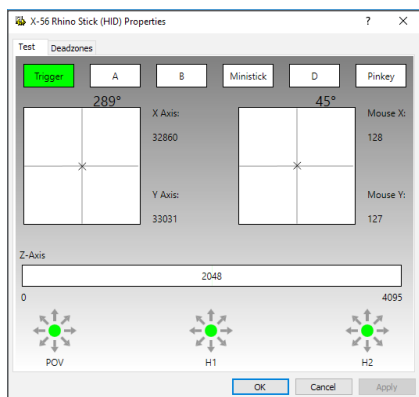 X-56 Rhino Stick (HID) Properties
? X
Test Deadzones
Trigger A B Ministick D Pinkey
289° 45°
X Axis: Mouse X:
32860 128
Y Axis: Mouse Y:
33031 127
Z-Axis
2048
0 4095
POV H1 H2
OK Cancel Apply